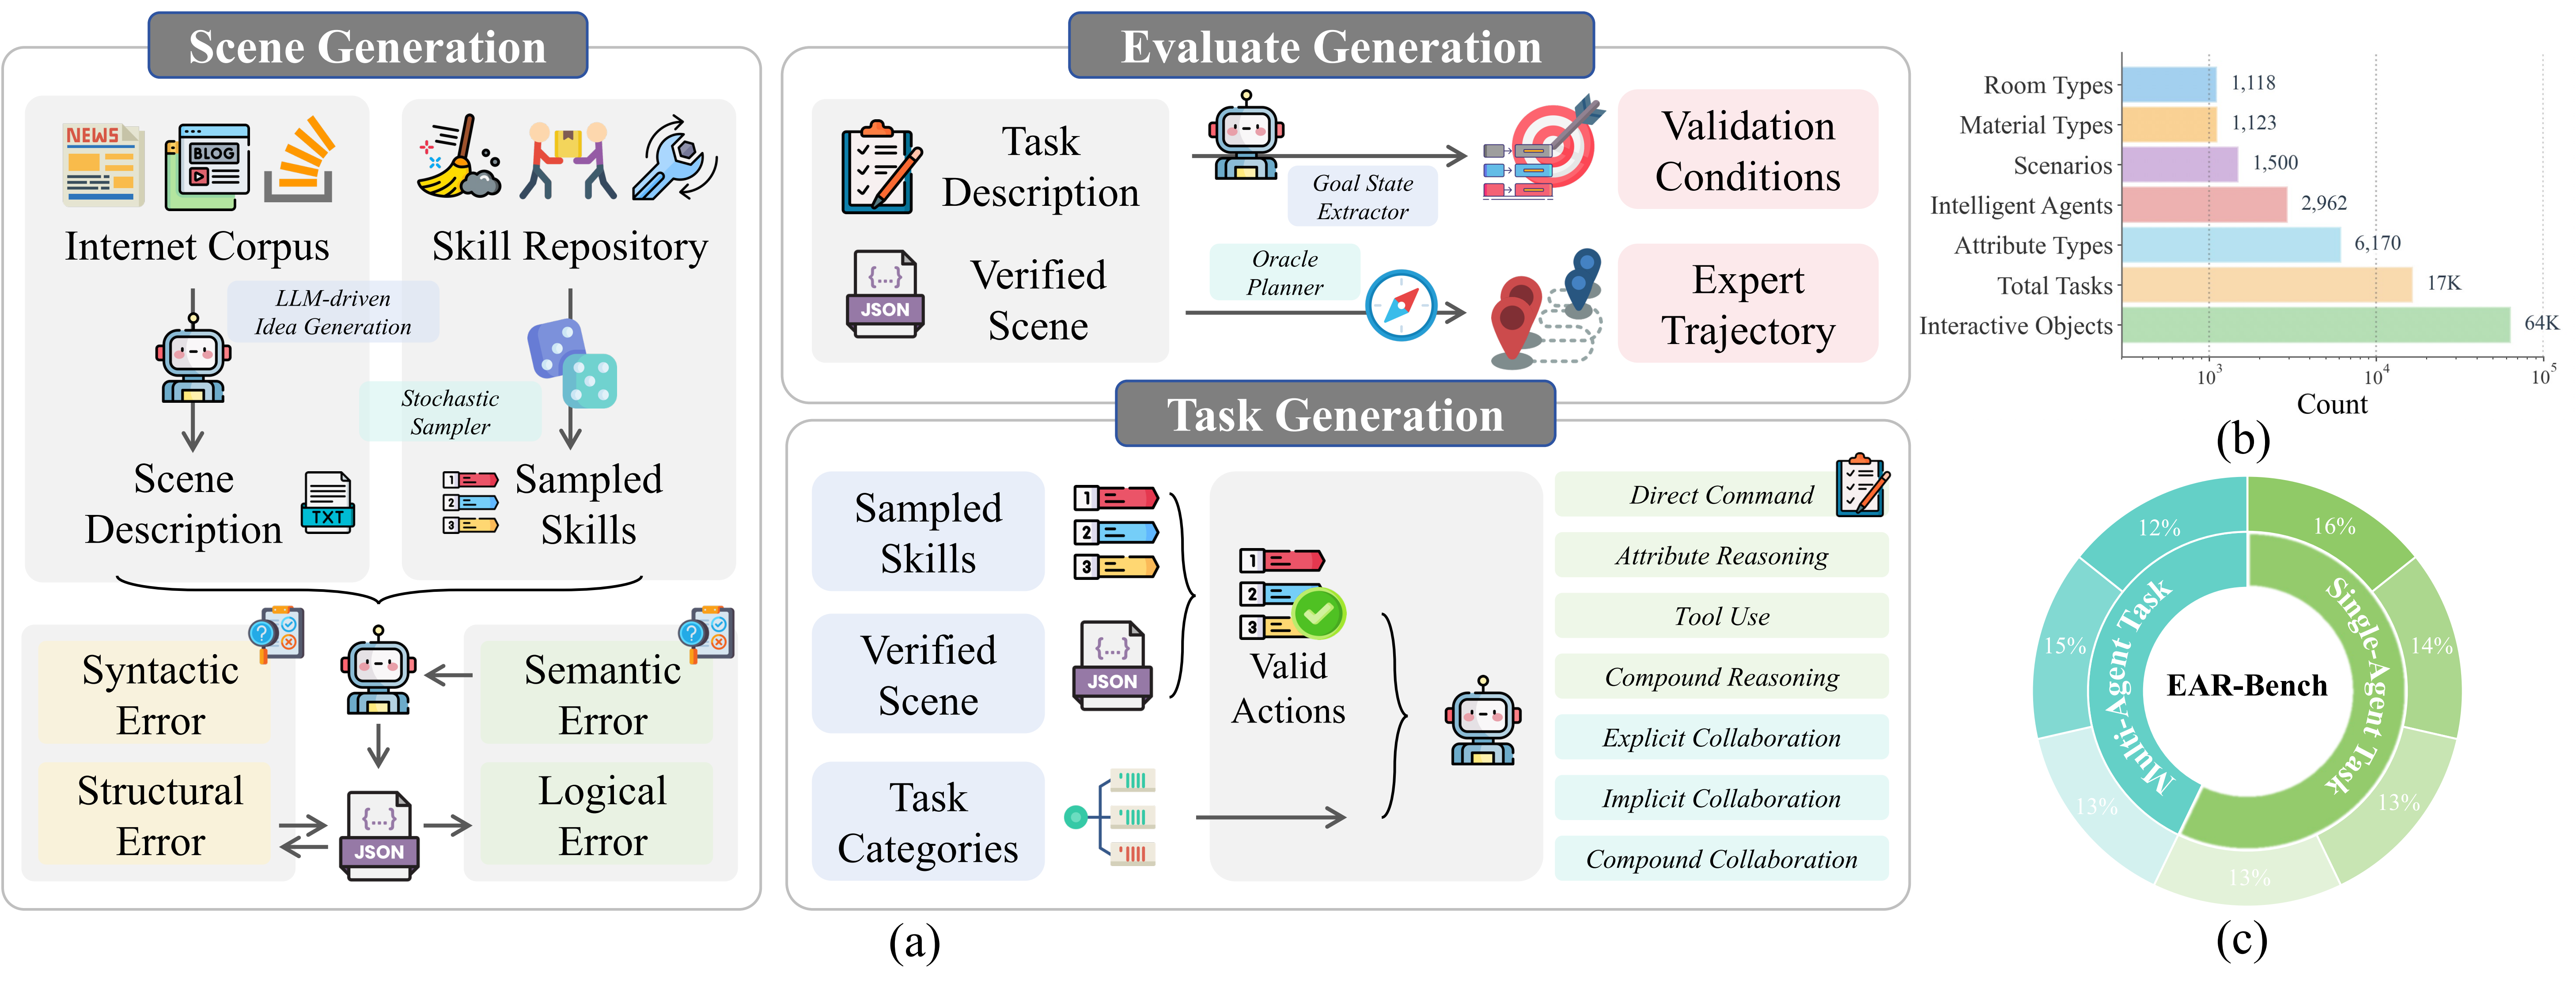 Scene Generation
NEWS
BLOG
Internet Corpus
Skill Repository
LLM-driven
Idea Generation
Stochastic
Sampler
Scene
Description
TXT
1
2
3
Sampled
Skills
Syntactic
Error
Structural
Error
Semantic
Error
Logical
Error
{...}
JSON
Evaluate Generation
Task
Description
Verified
Scene
{...}
JSON
Goal State
Extractor
Oracle
Planner
Validation
Conditions
Expert
Trajectory
Task Generation
Sampled
Skills
1
2
3
Verified
Scene
{...}
JSON
Task
Categories
1
2
3
Valid
Actions
Direct Command
Attribute Reasoning
Tool Use
Compound Reasoning
Explicit Collaboration
Implicit Collaboration
Compound Collaboration
(a)
Room Types 1,118
Material Types 1,123
Scenarios 1,500
Intelligent Agents 2,962
Attribute Types 6,170
Total Tasks 17K
Interactive Objects 64K
10³ 10⁴ 10⁵
Count
(b)
12%
16%
15%
14%
13%
13%
13%
Multi-Agent Task
Single-Agent Task
EAR-Bench
(c)